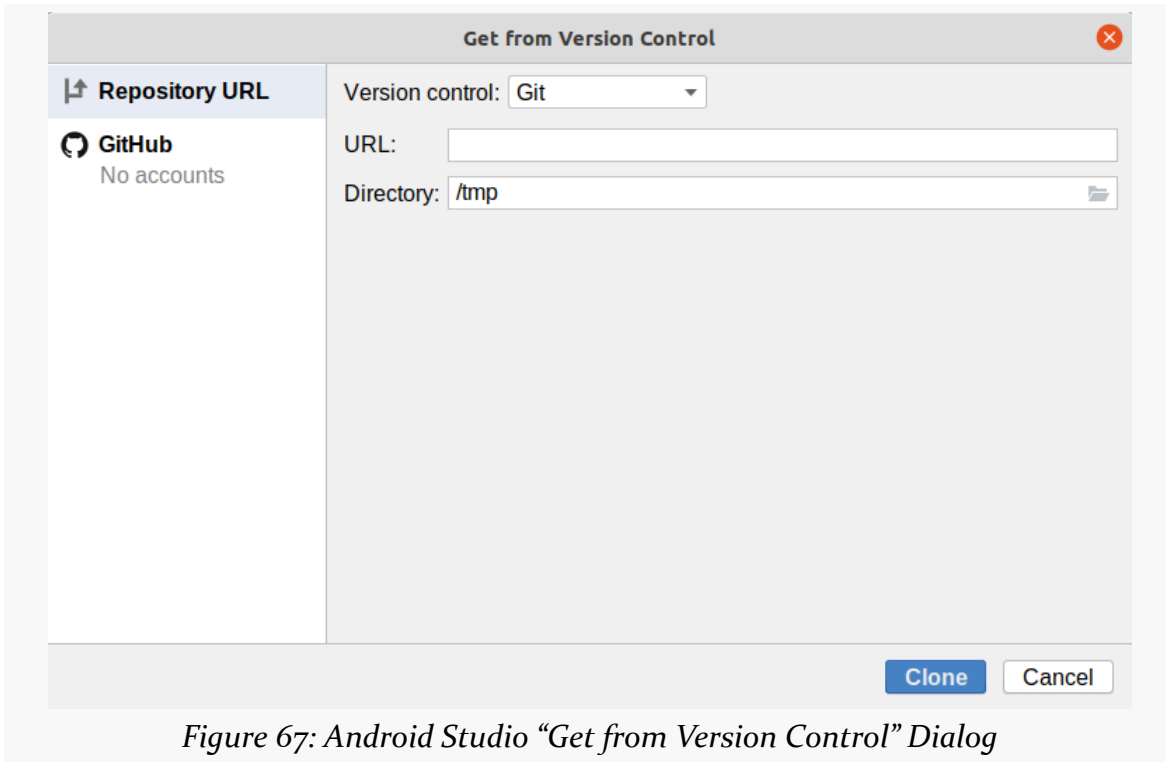 Get from Version Control
Repository URL
GitHub
No accounts
Version control: Git
URL:
Directory: /tmp
Clone Cancel
Figure 67: Android Studio “Get from Version Control” Dialog